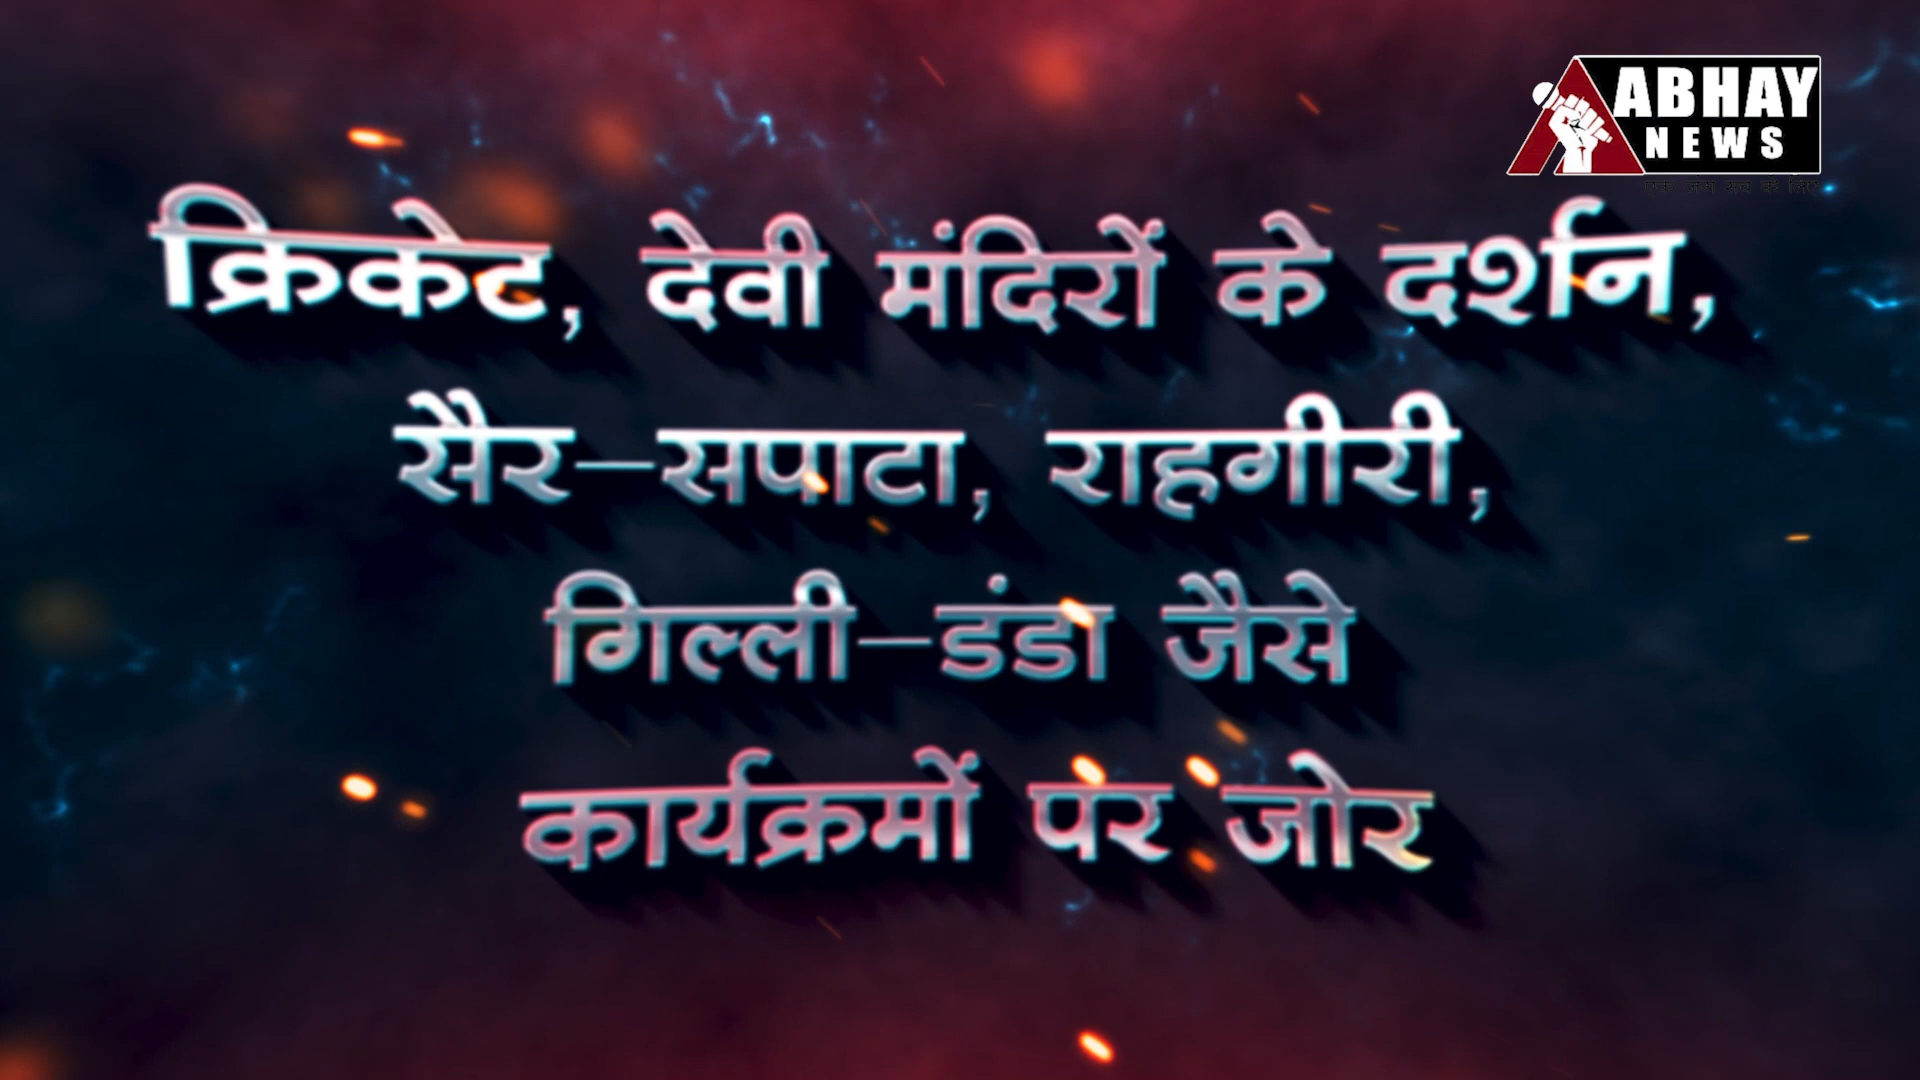 ABHAY
NEWS
क्रिकेट, देवी मंदिरों के दर्शन,
सैर–सपाटा, राहगीरी,
गिल्ली–डंडा जैसे
कार्यक्रमों पर जोर